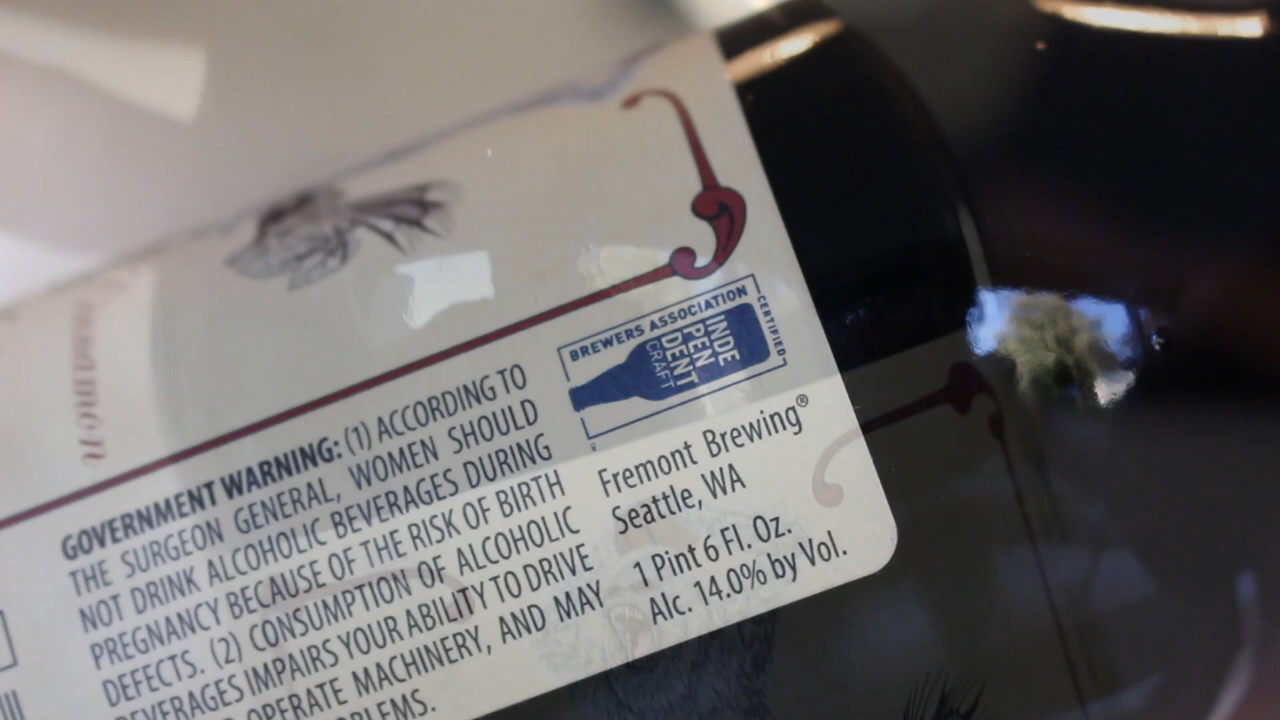 Cinnamon
GOVERNMENT WARNING: (1) ACCORDING TO
THE SURGEON GENERAL, WOMEN SHOULD
NOT DRINK ALCOHOLIC BEVERAGES DURING
PREGNANCY BECAUSE OF THE RISK OF BIRTH
DEFECTS. (2) CONSUMPTION OF ALCOHOLIC
BEVERAGES IMPAIRS YOUR ABILITY TO DRIVE
OPERATE MACHINERY, AND MAY
BREWERS ASSOCIATION
CERTIFIED
INDE
PEN
DENT
CRAFT
Fremont Brewing®
Seattle, WA
1 Pint 6 Fl. Oz.
Alc. 14.0% by Vol.